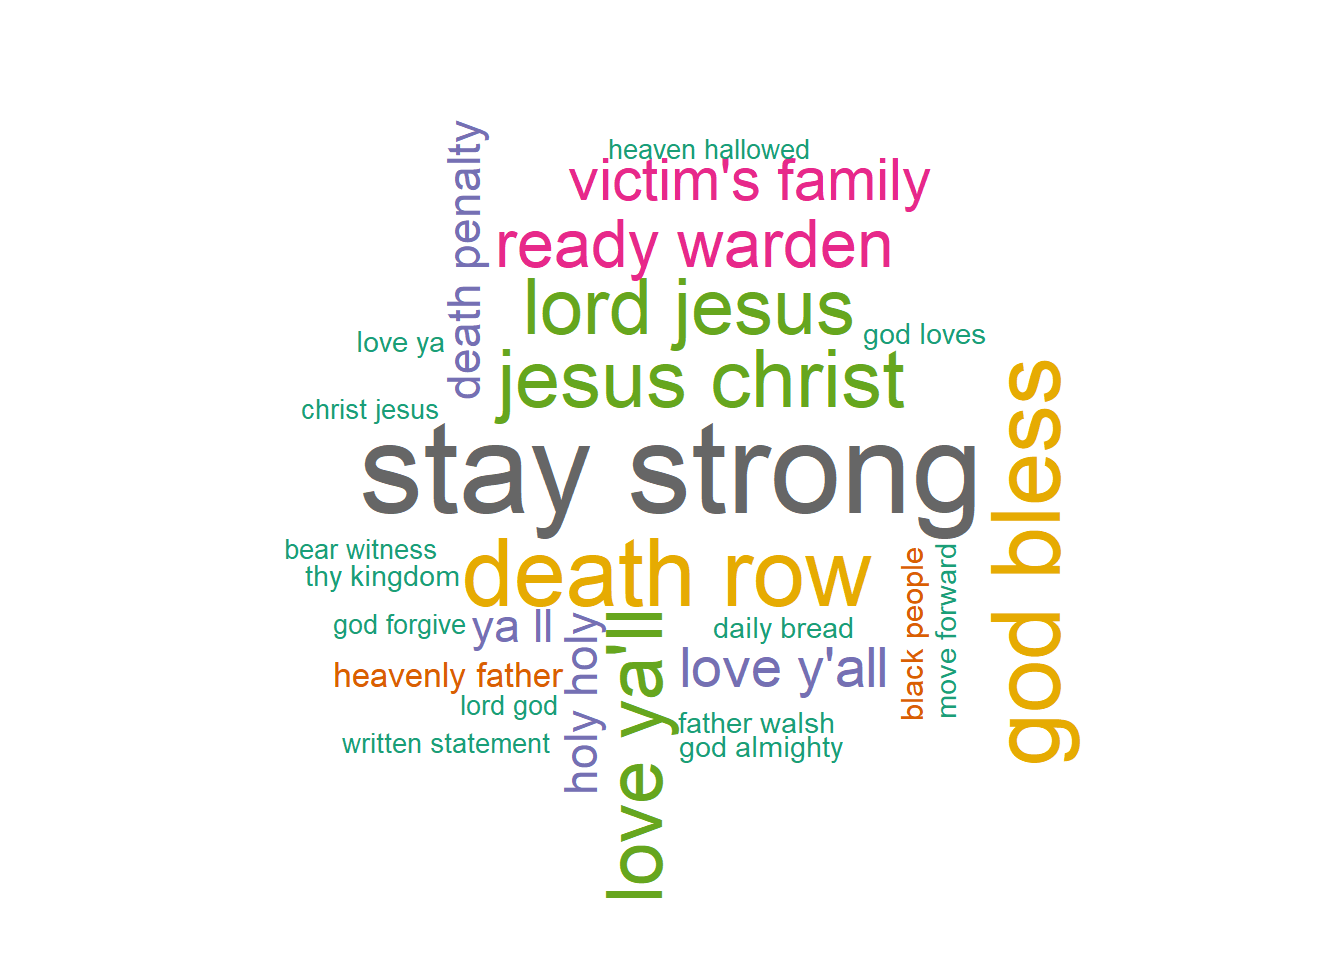 heaven hallowed
victim's family
death penalty
ready warden
lord jesus
god loves
love ya
jesus christ
christ jesus
stay strong
god bless
death row
bear witness
thy kingdom
black people
move forward
god forgive
ya ll
holy holy
love ya'll
daily bread
love y'all
heavenly father
lord god
father walsh
written statement
god almighty